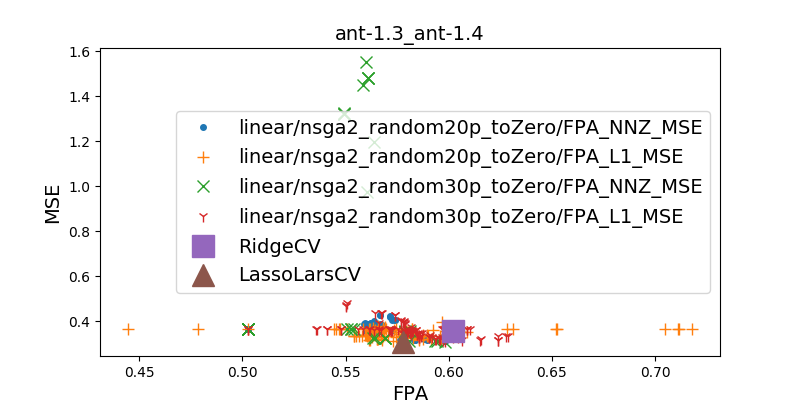 ant-1.3_ant-1.4
1.6
1.4
1.2
1.0
0.8
0.6
0.4
MSE
linear/nsga2_random20p_toZero/FPA_NNZ_MSE
linear/nsga2_random20p_toZero/FPA_L1_MSE
linear/nsga2_random30p_toZero/FPA_NNZ_MSE
linear/nsga2_random30p_toZero/FPA_L1_MSE
RidgeCV
LassoLarsCV
0.45 0.50 0.55 0.60 0.65 0.70
FPA